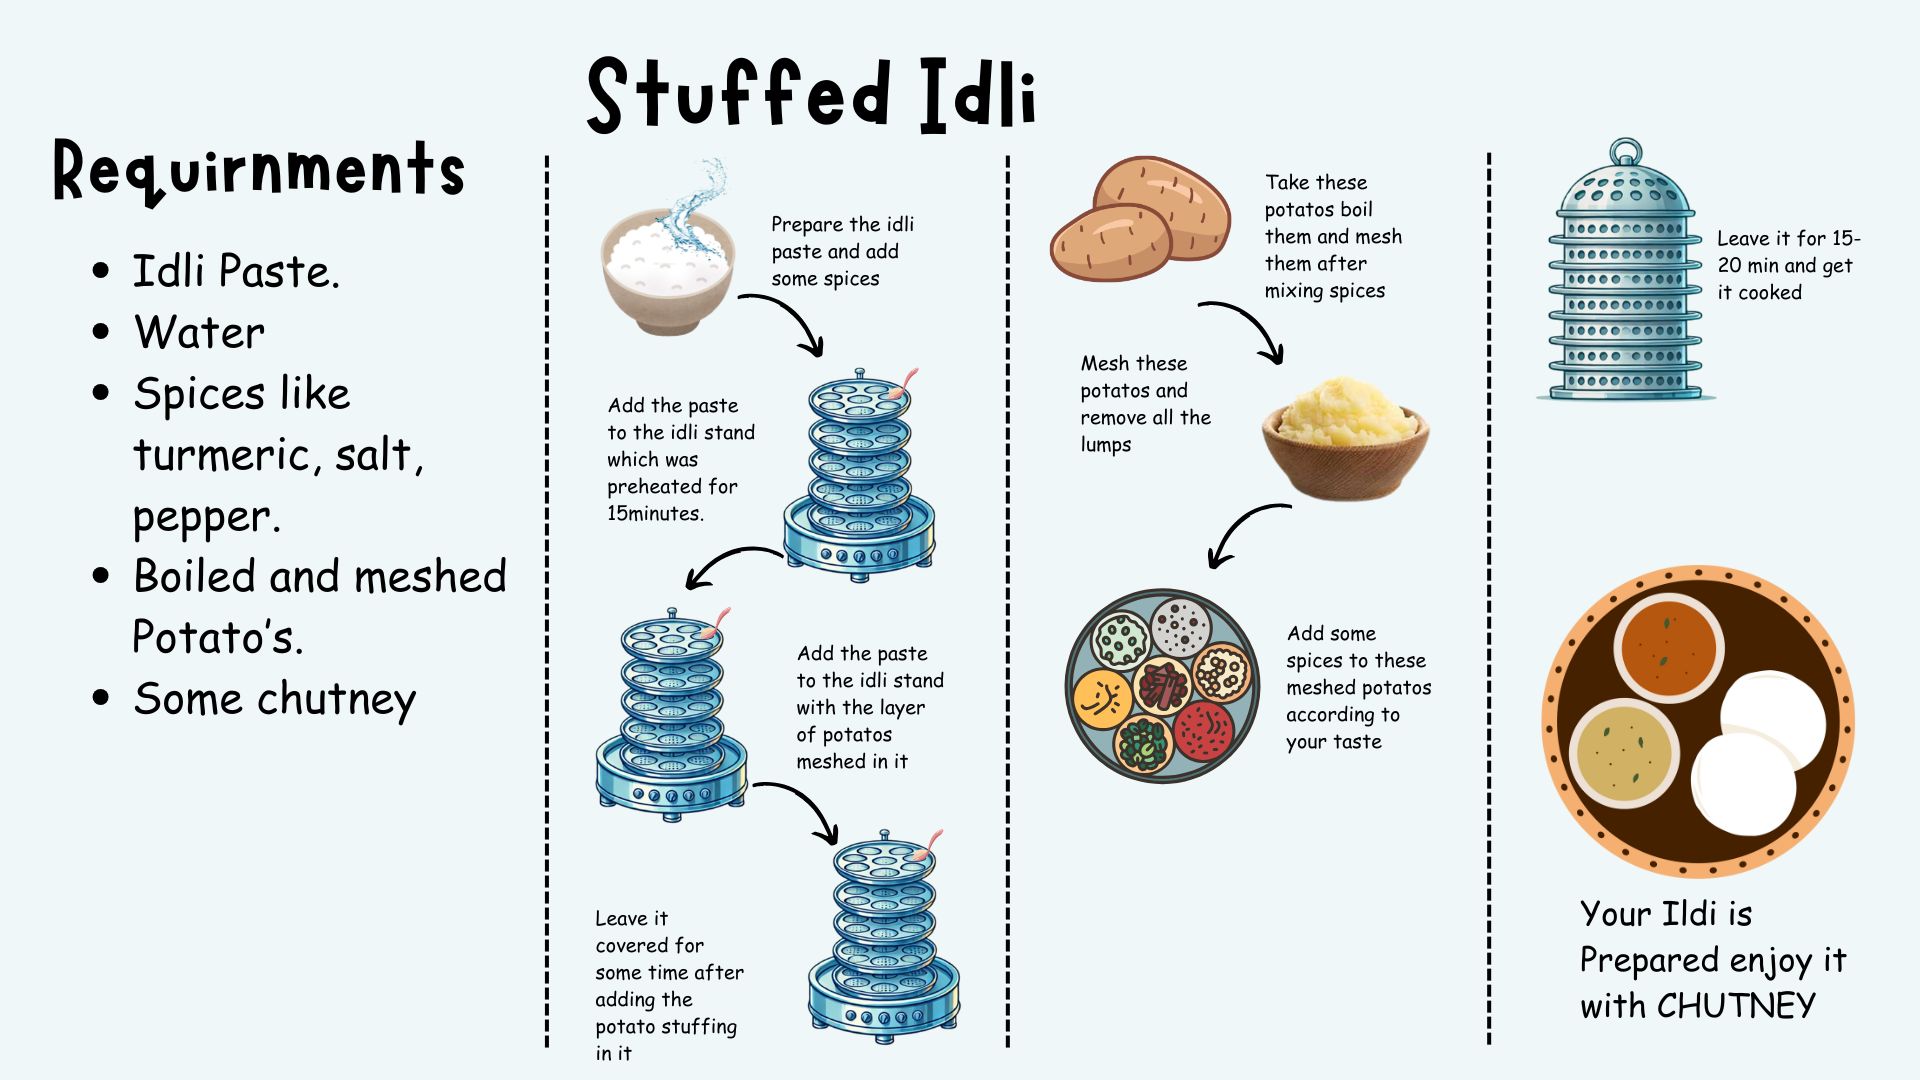 Stuffed Idli
Requirnments
Idli Paste.
Water
Spices like
turmeric, salt,
pepper.
Boiled and meshed
Potato's.
Some chutney
Prepare the idli
paste and add
some spices
Add the paste
to the idli stand
which was
preheated for
15minutes.
Add the paste
to the idli stand
with the layer
of potatos
meshed in it
Leave it
covered for
some time after
adding the
potato stuffing
in it
Take these
potatos boil
them and mesh
them after
mixing spices
Mesh these
potatos and
remove all the
lumps
Add some
spices to these
meshed potatos
according to
your taste
Leave it for 15-
20 min and get
it cooked
Your Ildi is
Prepared enjoy it
with CHUTNEY